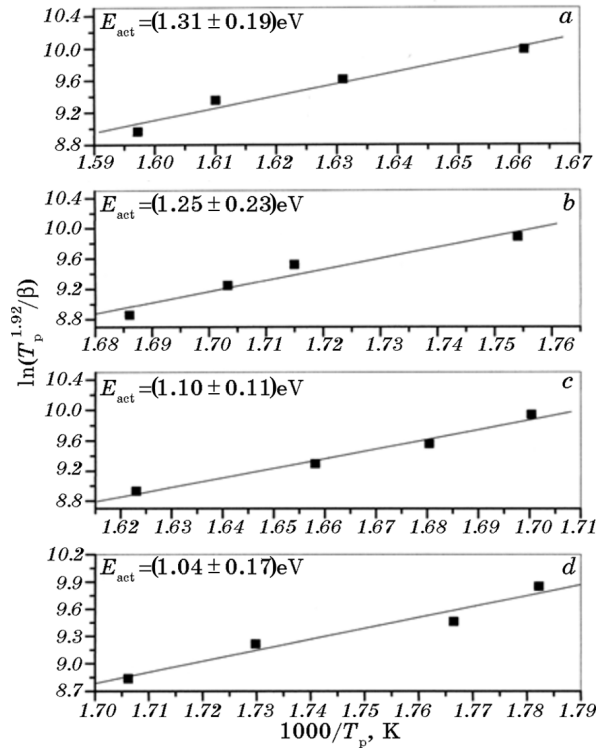 10.4
E_act=(1.31 ± 0.19)eV a
10.0
9.6
9.2
8.8
1.59 1.60 1.61 1.62 1.63 1.64 1.65 1.66 1.67
10.4
E_act=(1.25 ± 0.23)eV b
10.0
9.6
9.2
8.8
1.68 1.69 1.70 1.71 1.72 1.73 1.74 1.75 1.76
ln(T_p^1.92/β)
10.4
E_act=(1.10 ± 0.11)eV c
10.0
9.6
9.2
8.8
1.62 1.63 1.64 1.65 1.66 1.67 1.68 1.69 1.70 1.71
10.2
E_act=(1.04 ± 0.17)eV d
9.9
9.6
9.3
9.0
8.7
1.70 1.71 1.72 1.73 1.74 1.75 1.76 1.77 1.78 1.79
1000/T_p, K